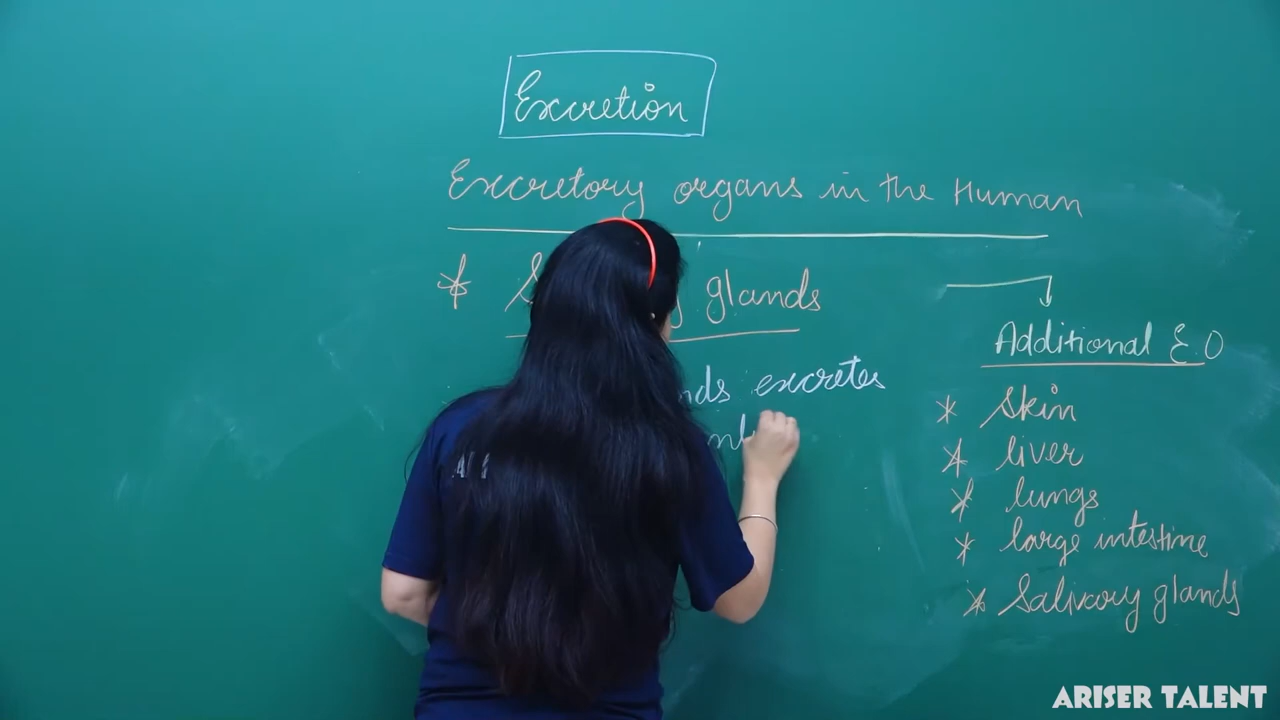 Excretion
Excretory organs in the Human
* glands
excretes
Additional E.O
* Skin
* liver
* lungs
* large intestine
* Salivary glands
ARISER TALENT